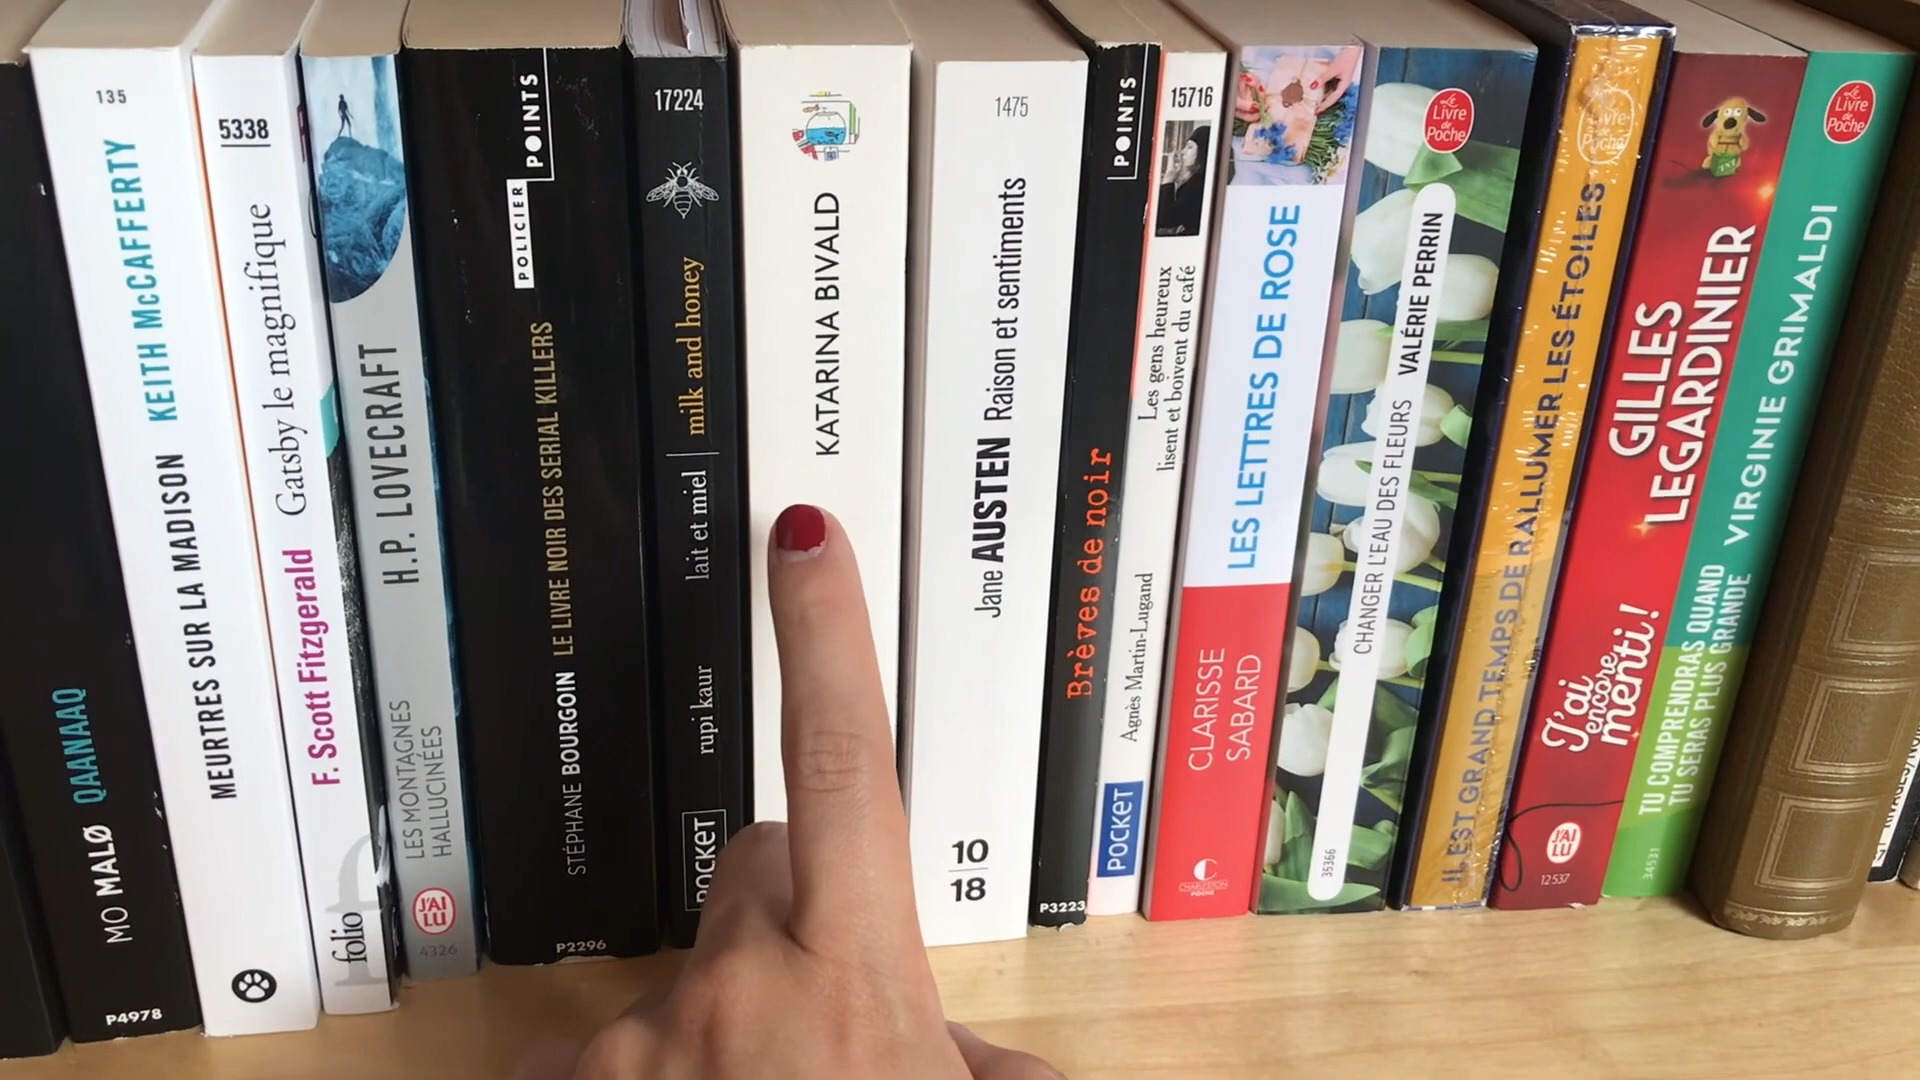 MO MALØ QAANAAQ
P4978
135
MEURTRES SUR LA MADISON KEITH McCAFFERTY
5338
F. Scott Fitzgerald Gatsby le magnifique
folio
H.P. LOVECRAFT
LES MONTAGNES
HALLUCINÉES
J'AI
LU
4326
POINTS
POLICIER
STÉPHANE BOURGOIN LE LIVRE NOIR DES SERIAL KILLERS
P2296
17224
rupi kaur lait et miel milk and honey
POCKET
KATARINA BIVALD
1475
Jane AUSTEN Raison et sentiments
10
18
POINTS
Brèves de noir
P3223
15716
Agnès Martin-Lugand
Les gens heureux
lisent et boivent du café
POCKET
LES LETTRES DE ROSE
CLARISSE
SABARD
CHARLESTON
POCHE
Le
Livre
de
Poche
CHANGER L'EAU DES FLEURS VALÉRIE PERRIN
35366
Le
Livre
de
Poche
IL EST GRAND TEMPS DE RALLUMER LES ÉTOILES
GILLES
LEGARDINIER
J'ai
encore
menti!
J'AI
LU
12537
Le
Livre
de
Poche
TU COMPRENDRAS QUAND
TU SERAS PLUS GRANDE
VIRGINIE GRIMALDI
34531